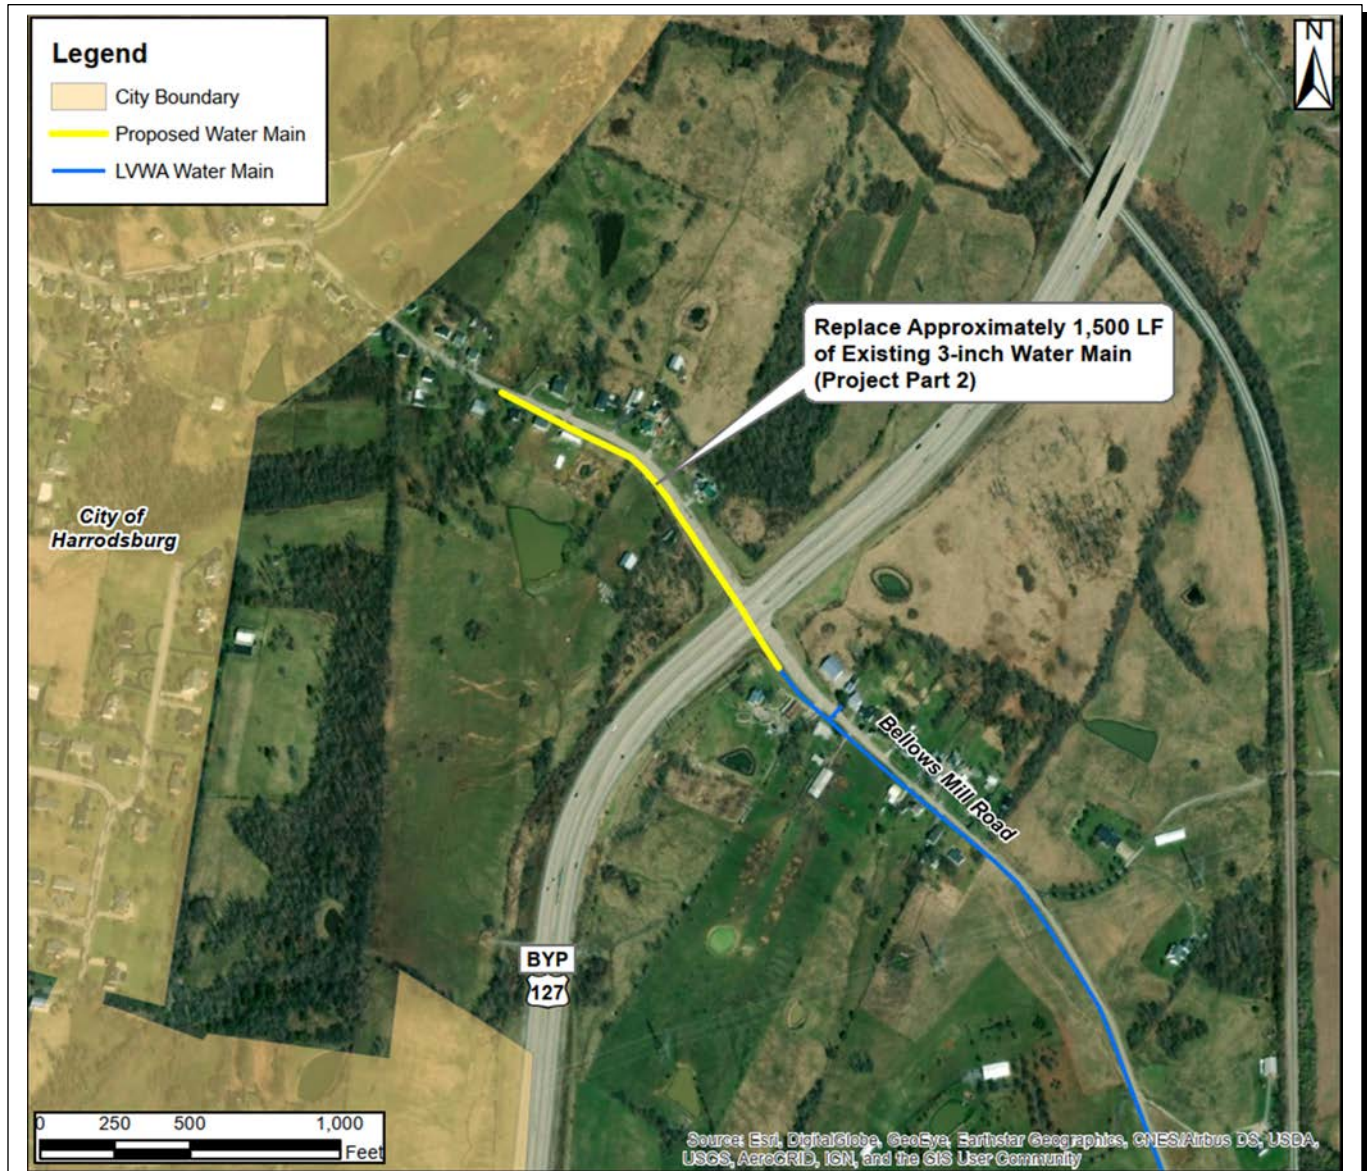 Legend
City Boundary
Proposed Water Main
LVWA Water Main
N
Replace Approximately 1,500 LF
of Existing 3-inch Water Main
(Project Part 2)
City of
Harrodsburg
Bellows Mill Road
BYP
127
0 250 500 1,000
Feet
Source: Esri, DigitalGlobe, GeoEye, Earthstar Geographics, CNES/Airbus DS, USDA,
USGS, AeroGRID, IGN, and the GIS User Community